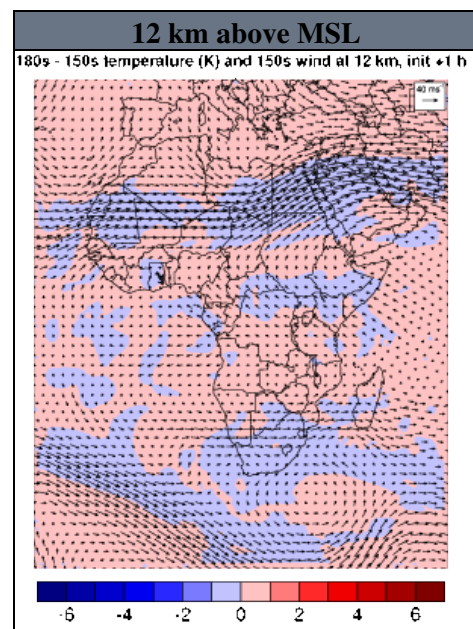 12 km above MSL
180s - 150s temperature (K) and 150s wind at 12 km, init +1 h
40 ms
-6 -4 -2 0 2 4 6